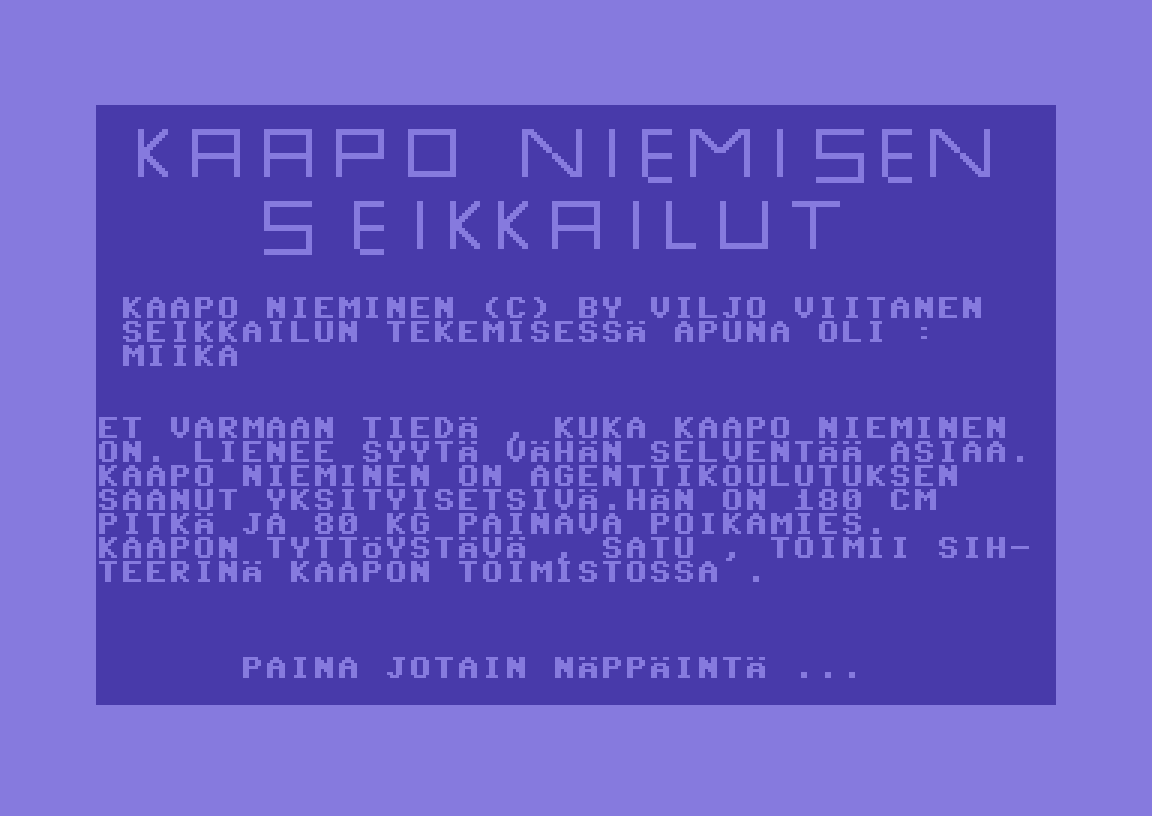 KAAPO NIEMISEN
SEIKKAILUT
KAAPO NIEMINEN (C) BY VILJO VIITANEN
SEIKKAILUN TEKEMISESSä APUNA OLI :
MIIKA
ET VARMAAN TIEDä , KUKA KAAPO NIEMINEN
ON. LIENEE SYYTä VäHäN SELVENTää ASIAA.
KAAPO NIEMINEN ON AGENTTIKOULUTUKSEN
SAANUT YKSITYISETSIVä.HäN ON 180 CM
PITKä JA 80 KG PAINAVA POIKAMIES.
KAAPON TYTTöYSTäVä , SATU , TOIMII SIH-
TEERINä KAAPON TOIMISTOSSA .
PAINA JOTAIN NäPPäINTä ...